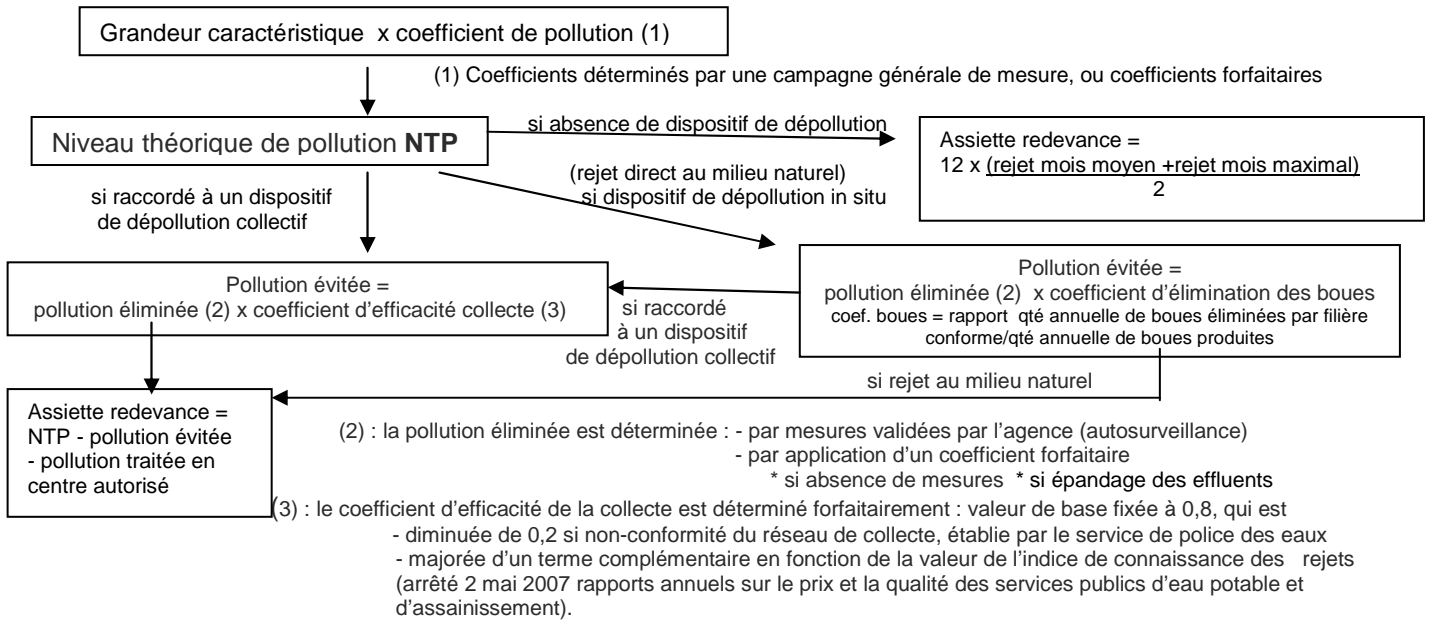 Grandeur caractéristique x coefficient de pollution (1)
(1) Coefficients déterminés par une campagne générale de mesure, ou coefficients forfaitaires
Niveau théorique de pollution NTP
si absence de dispositif de dépollution
Assiette redevance =
12 x (rejet mois moyen +rejet mois maximal)
2
(rejet direct au milieu naturel)
si dispositif de dépollution in situ
si raccordé à un dispositif
de dépollution collectif
Pollution évitée =
pollution éliminée (2) x coefficient d'efficacité collecte (3)
si raccordé
à un dispositif
de dépollution collectif
Pollution évitée =
pollution éliminée (2) x coefficient d'élimination des boues
coef. boues = rapport qté annuelle de boues éliminées par filière
conforme/qté annuelle de boues produites
si rejet au milieu naturel
Assiette redevance =
NTP - pollution évitée
- pollution traitée en
centre autorisé
(2) : la pollution éliminée est déterminée : - par mesures validées par l'agence (autosurveillance)
- par application d'un coefficient forfaitaire
* si absence de mesures * si épandage des effluents
(3) : le coefficient d'efficacité de la collecte est déterminé forfaitairement : valeur de base fixée à 0,8, qui est
- diminuée de 0,2 si non-conformité du réseau de collecte, établie par le service de police des eaux
- majorée d'un terme complémentaire en fonction de la valeur de l'indice de connaissance des rejets
(arrêté 2 mai 2007 rapports annuels sur le prix et la qualité des services publics d'eau potable et
d'assainissement).